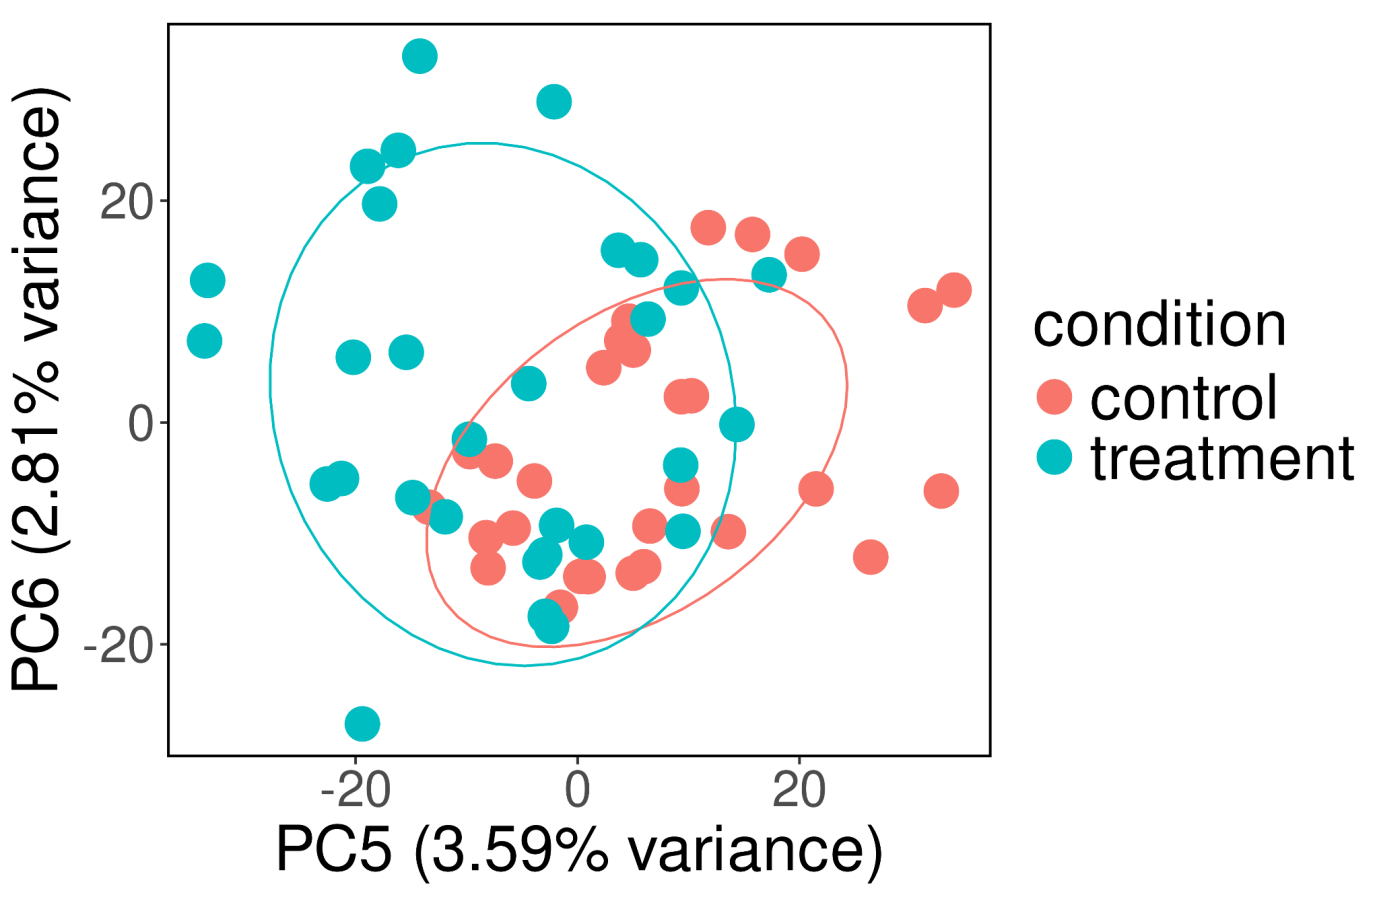 PC6 (2.81% variance)
20
0
-20
-20 0 20
PC5 (3.59% variance)
condition
control
treatment